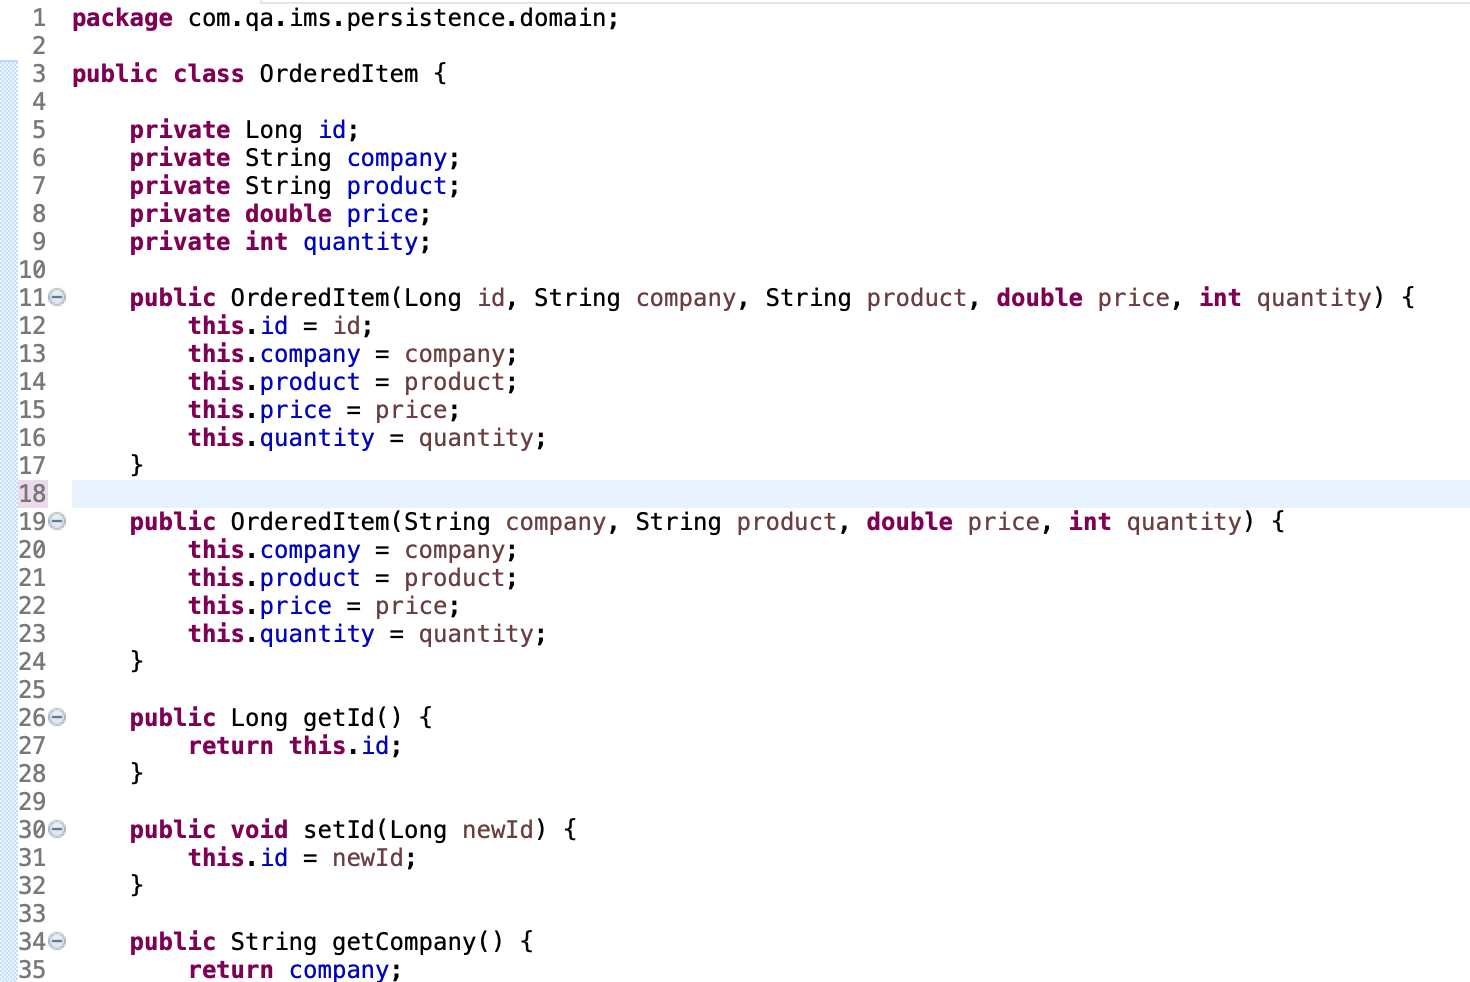 1 package com.qa.ims.persistence.domain;
2
3 public class OrderedItem {
4
5     private Long id;
6     private String company;
7     private String product;
8     private double price;
9     private int quantity;
10
11     public OrderedItem(Long id, String company, String product, double price, int quantity) {
12         this.id = id;
13         this.company = company;
14         this.product = product;
15         this.price = price;
16         this.quantity = quantity;
17     }
18
19     public OrderedItem(String company, String product, double price, int quantity) {
20         this.company = company;
21         this.product = product;
22         this.price = price;
23         this.quantity = quantity;
24     }
25
26     public Long getId() {
27         return this.id;
28     }
29
30     public void setId(Long newId) {
31         this.id = newId;
32     }
33
34     public String getCompany() {
35         return company;